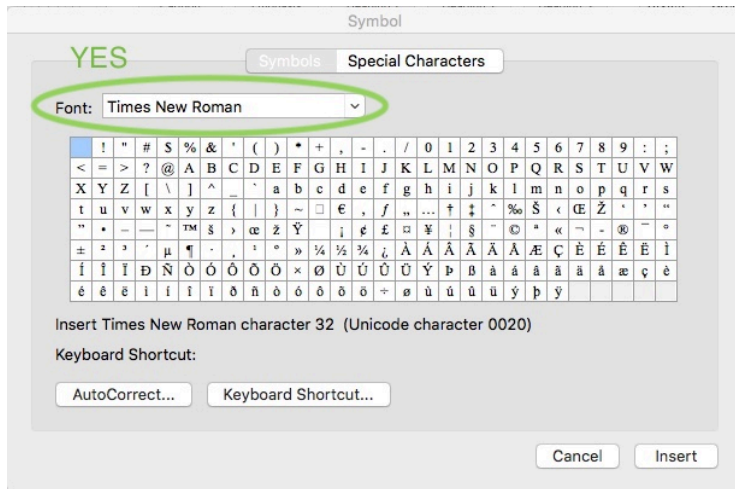 Symbol
YES
Symbols Special Characters
Font: Times New Roman
! " # $ % & ' ( ) * + , - . / 0 1 2 3 4 5 6 7 8 9 : ;
< = > ? @ A B C D E F G H I J K L M N O P Q R S T U V W
X Y Z [ \ ] ^ _ ` a b c d e f g h i j k l m n o p q r s
t u v w x y z { | } ~ □ € ‚ ƒ „ … † ‡ ˆ ‰ Š ‹ Œ Ž ‘ ’ “
” • – — ˜ ™ š › œ ž Ÿ ¡ ¢ £ ¤ ¥ ¦ § ¨ © ª « ¬ - ® ¯ °
± ² ³ ´ µ ¶ · ¸ ¹ º » ¼ ½ ¾ ¿ À Á Â Ã Ä Å Æ Ç È É Ê Ë Ì
Í Î Ï Ð Ñ Ò Ó Ô Õ Ö × Ø Ù Ú Û Ü Ý Þ ß à á â ã ä å æ ç è
é ê ë ì í î ï ð ñ ò ó ô õ ö ÷ ø ù ú û ü ý þ ÿ
Insert Times New Roman character 32 (Unicode character 0020)
Keyboard Shortcut:
AutoCorrect... Keyboard Shortcut...
Cancel Insert